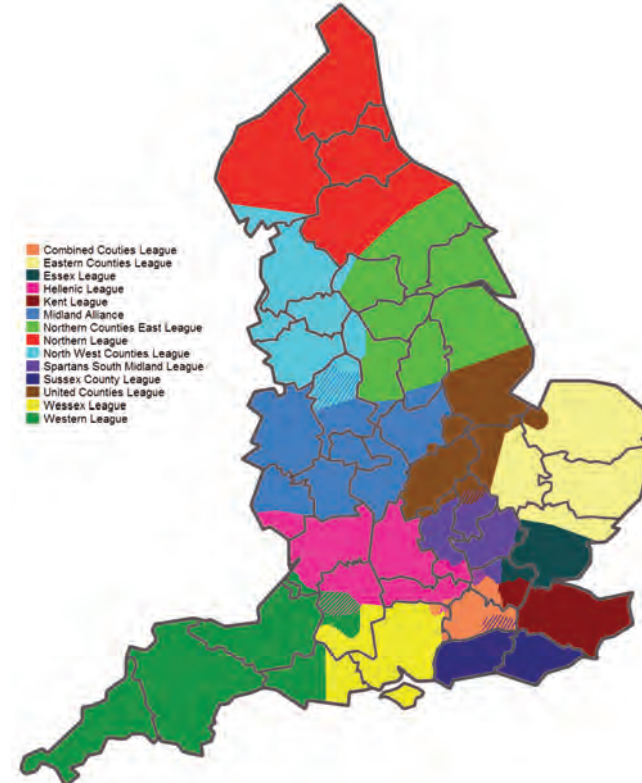 Combined Couties League
Eastern Counties League
Essex League
Hellenic League
Kent League
Midland Alliance
Northern Counties East League
Northern League
North West Counties League
Spartans South Midland League
Sussex County League
United Counties League
Wessex League
Western League